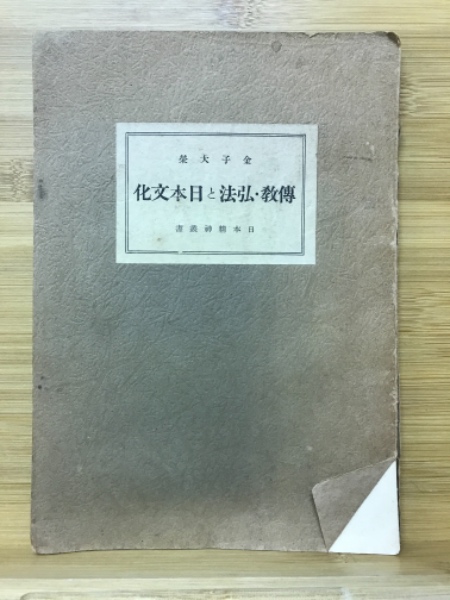 金子大榮
傳教・弘法と日本文化
日本精神叢書